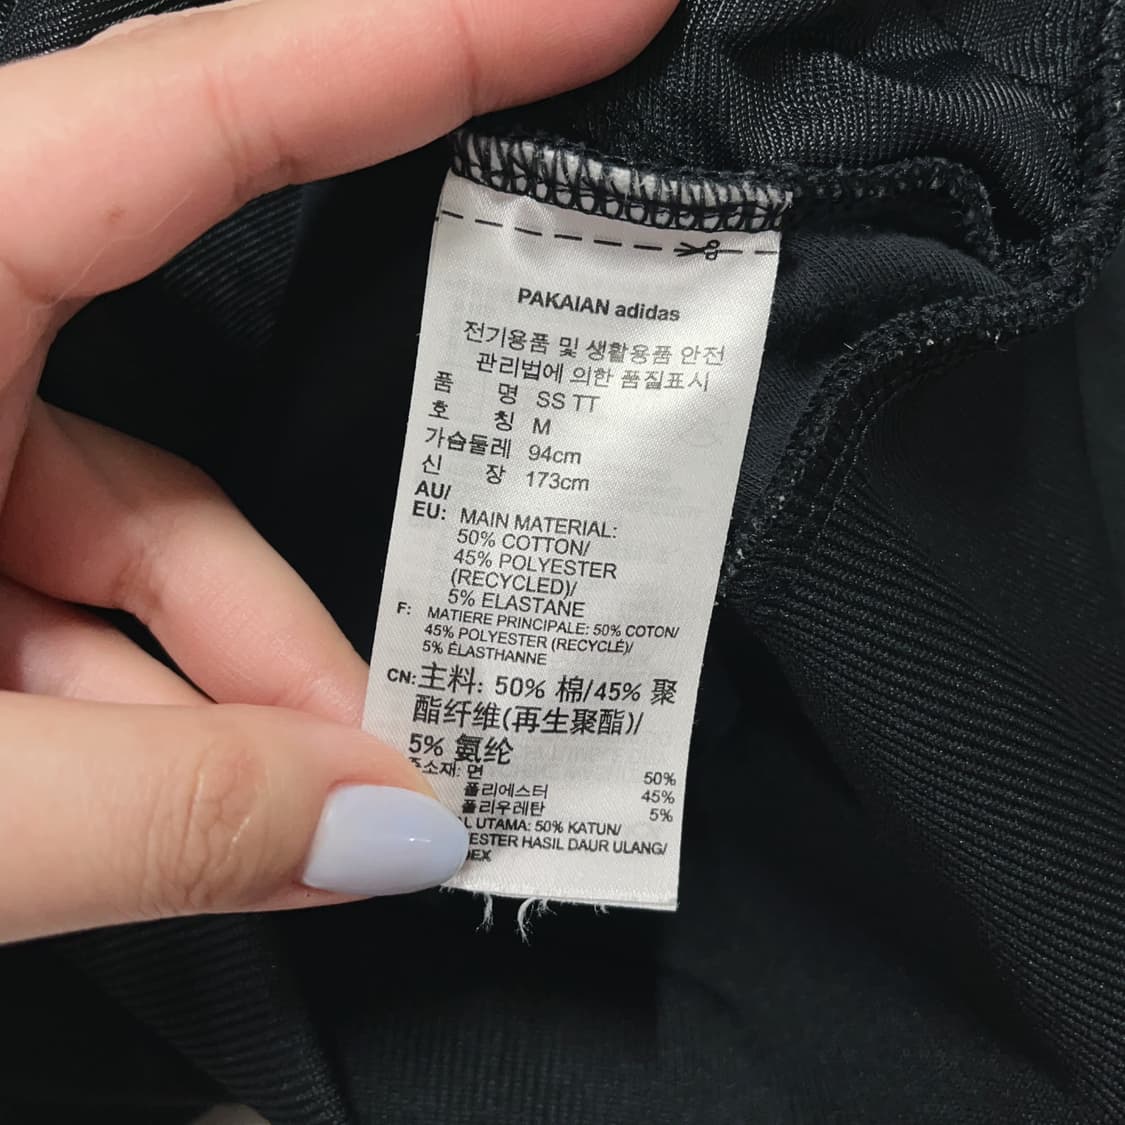 PAKAIAN adidas
전기용품 및 생활용품 안전
관리법에 의한 품질표시
품 명 SS TT
호 칭 M
가슴둘레 94cm
신 장 173cm
AU/
EU: MAIN MATERIAL:
50% COTTON/
45% POLYESTER
(RECYCLED)/
5% ELASTANE
F: MATIERE PRINCIPALE: 50% COTON/
45% POLYESTER (RECYCLÉ)/
5% ÉLASTHANNE
CN: 主料: 50% 棉/45% 聚
酯纤维(再生聚酯)/
5% 氨纶
소재: 면 50%
폴리에스터 45%
폴리우레탄 5%
UTAMA: 50% KATUN/
HASIL DAUR ULANG/